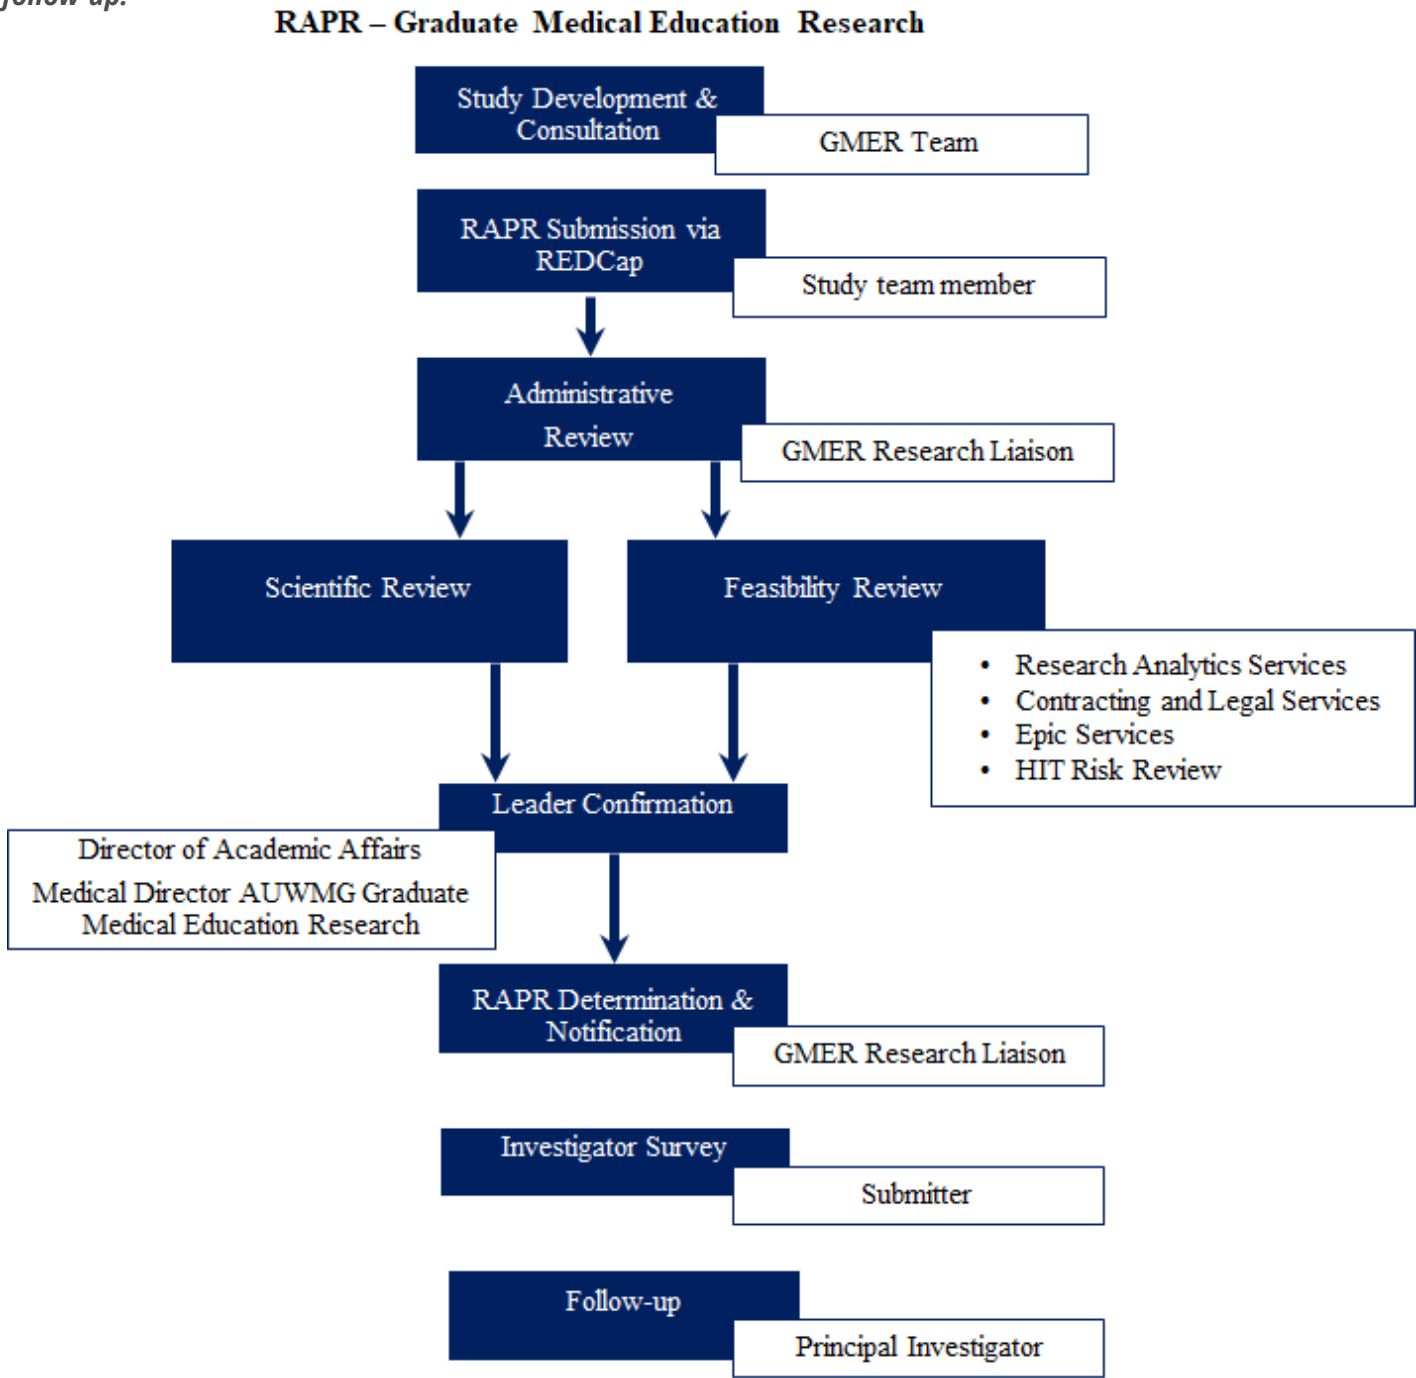 follow-up.
RAPR – Graduate Medical Education Research
Study Development &
Consultation
GMER Team
RAPR Submission via
REDCap
Study team member
Administrative
Review
GMER Research Liaison
Scientific Review
Feasibility Review
• Research Analytics Services
• Contracting and Legal Services
• Epic Services
• HIT Risk Review
Leader Confirmation
Director of Academic Affairs
Medical Director AUWMG Graduate
Medical Education Research
RAPR Determination &
Notification
GMER Research Liaison
Investigator Survey
Submitter
Follow-up
Principal Investigator